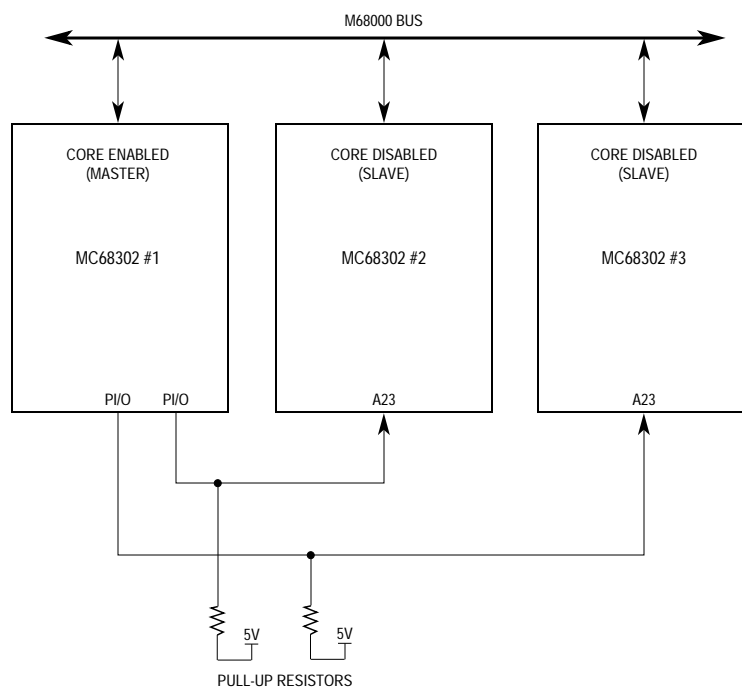 M68000 BUS
CORE ENABLED
(MASTER)
MC68302 #1
PI/O PI/O
CORE DISABLED
(SLAVE)
MC68302 #2
A23
CORE DISABLED
(SLAVE)
MC68302 #3
A23
5V 5V
PULL-UP RESISTORS